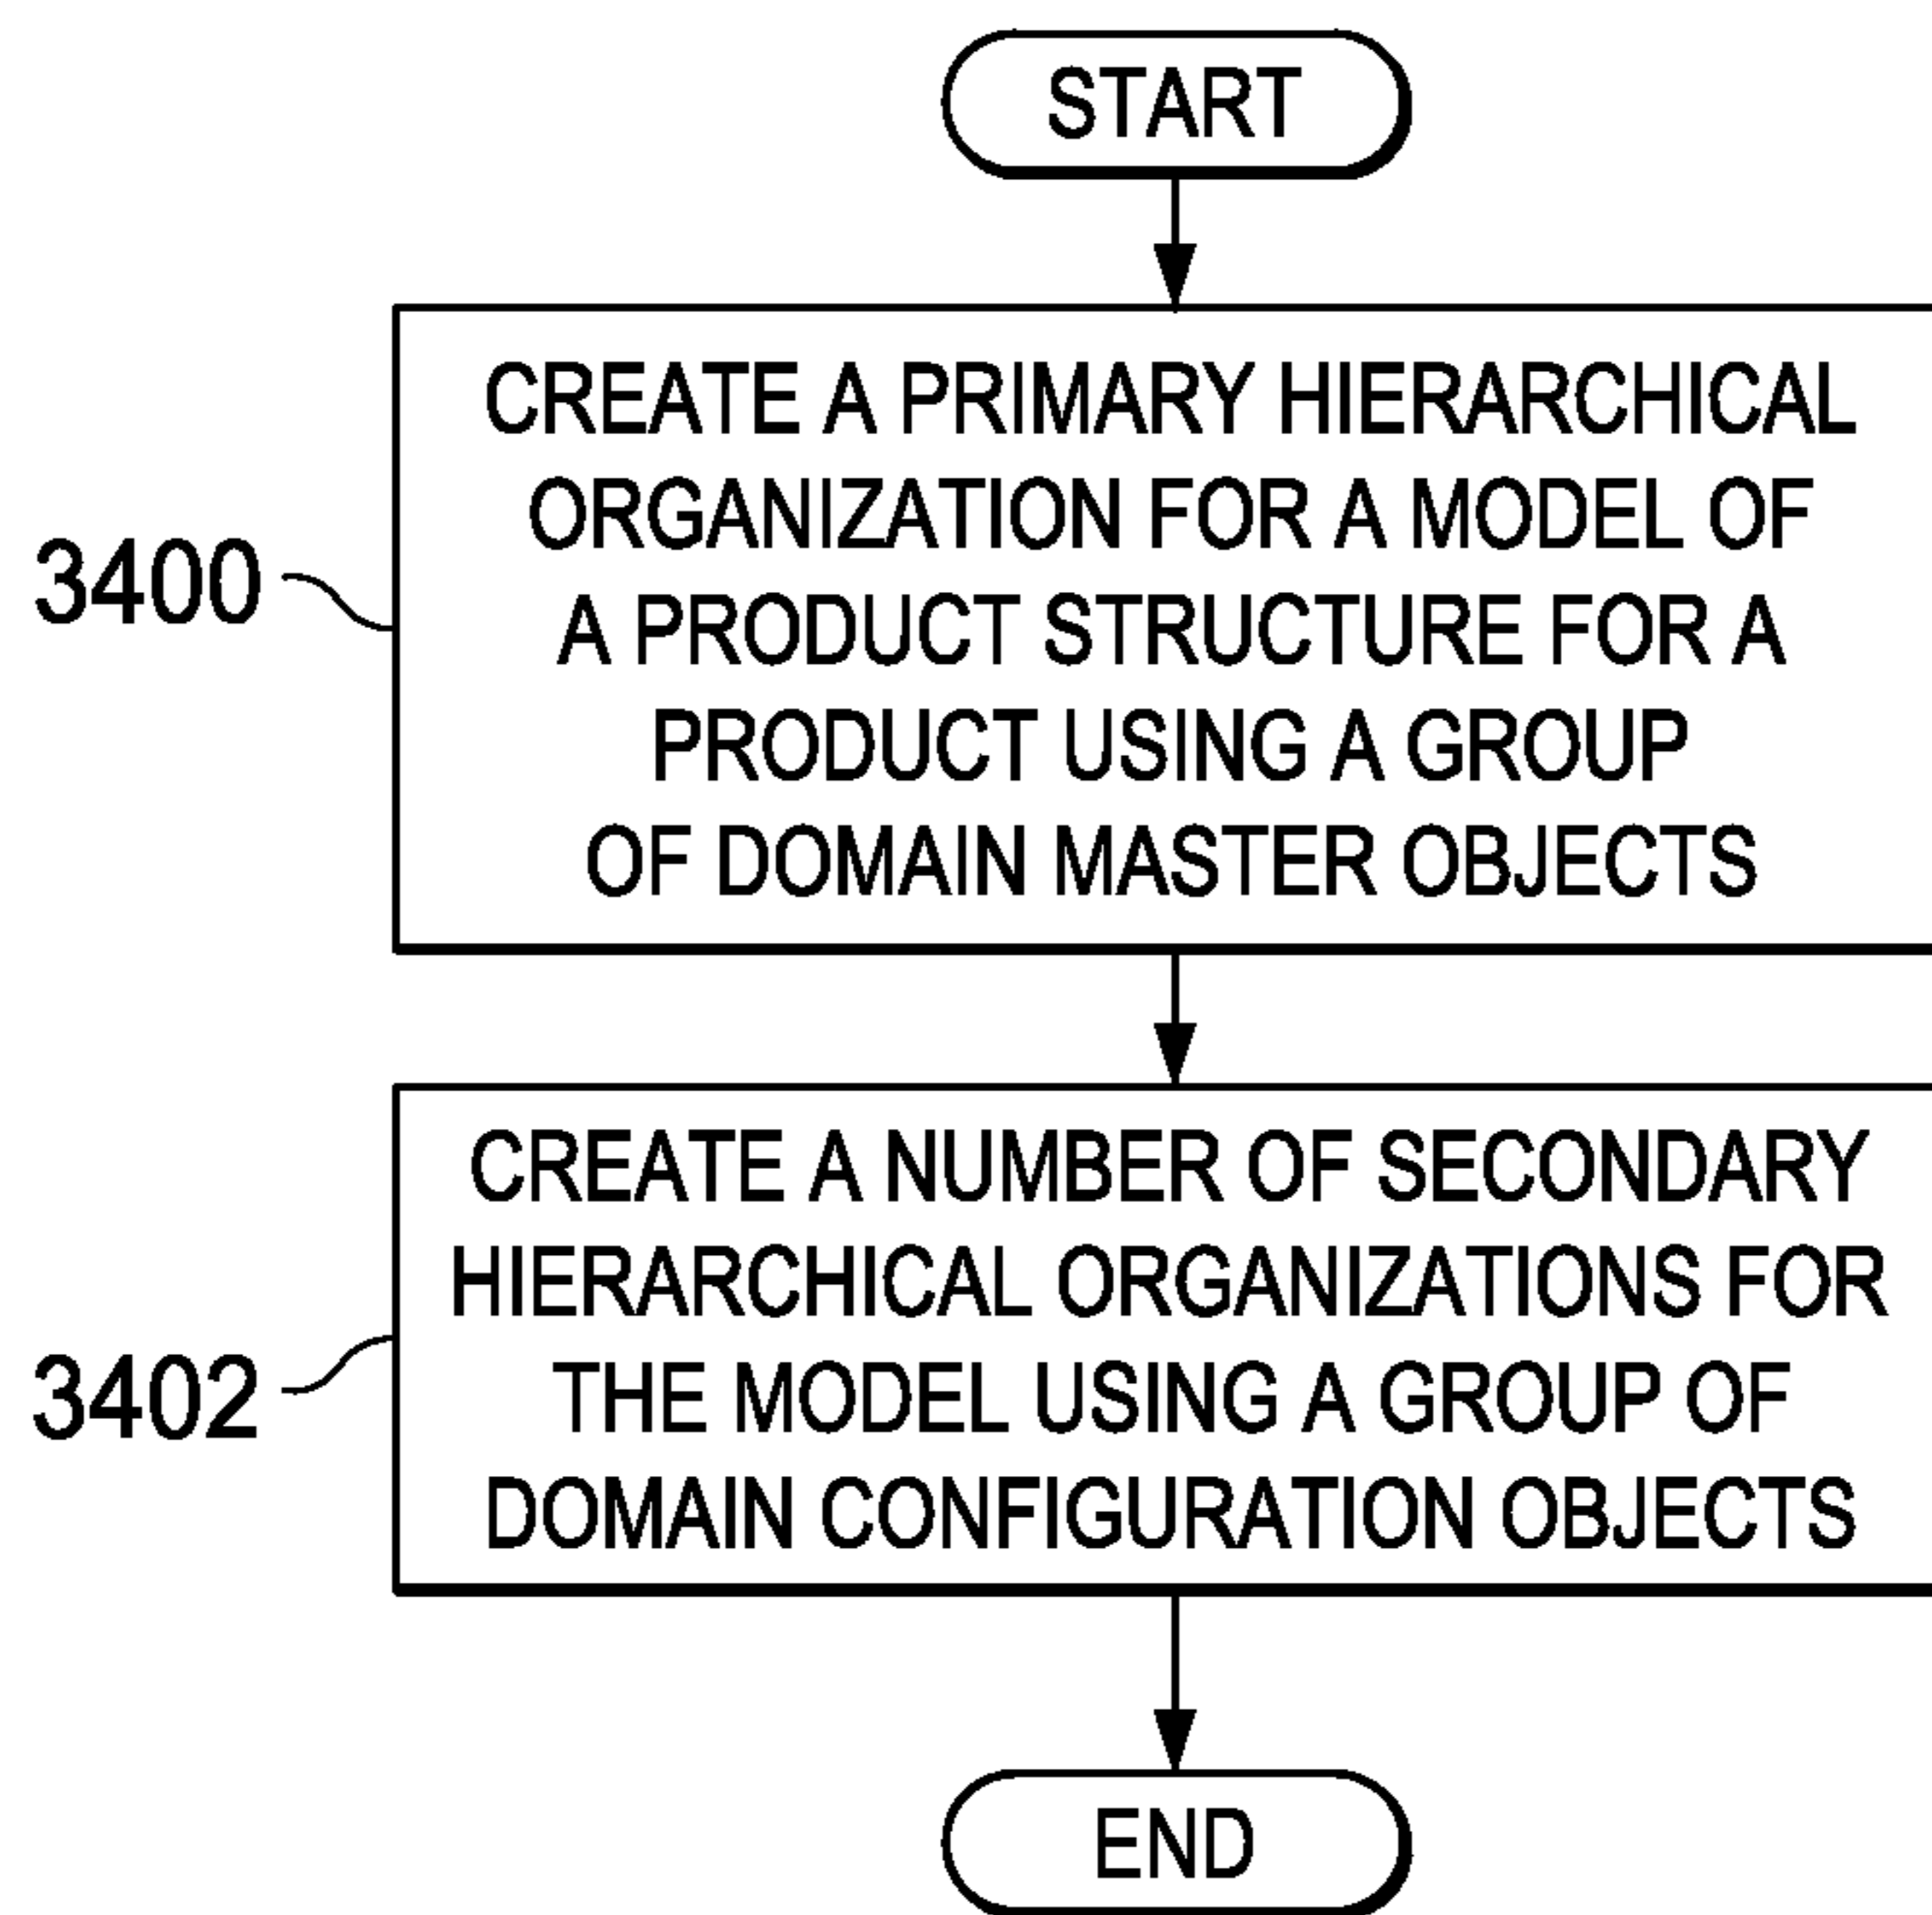 START
CREATE A PRIMARY HIERARCHICAL
ORGANIZATION FOR A MODEL OF
A PRODUCT STRUCTURE FOR A
PRODUCT USING A GROUP
OF DOMAIN MASTER OBJECTS
3400
CREATE A NUMBER OF SECONDARY
HIERARCHICAL ORGANIZATIONS FOR
THE MODEL USING A GROUP OF
DOMAIN CONFIGURATION OBJECTS
3402
END